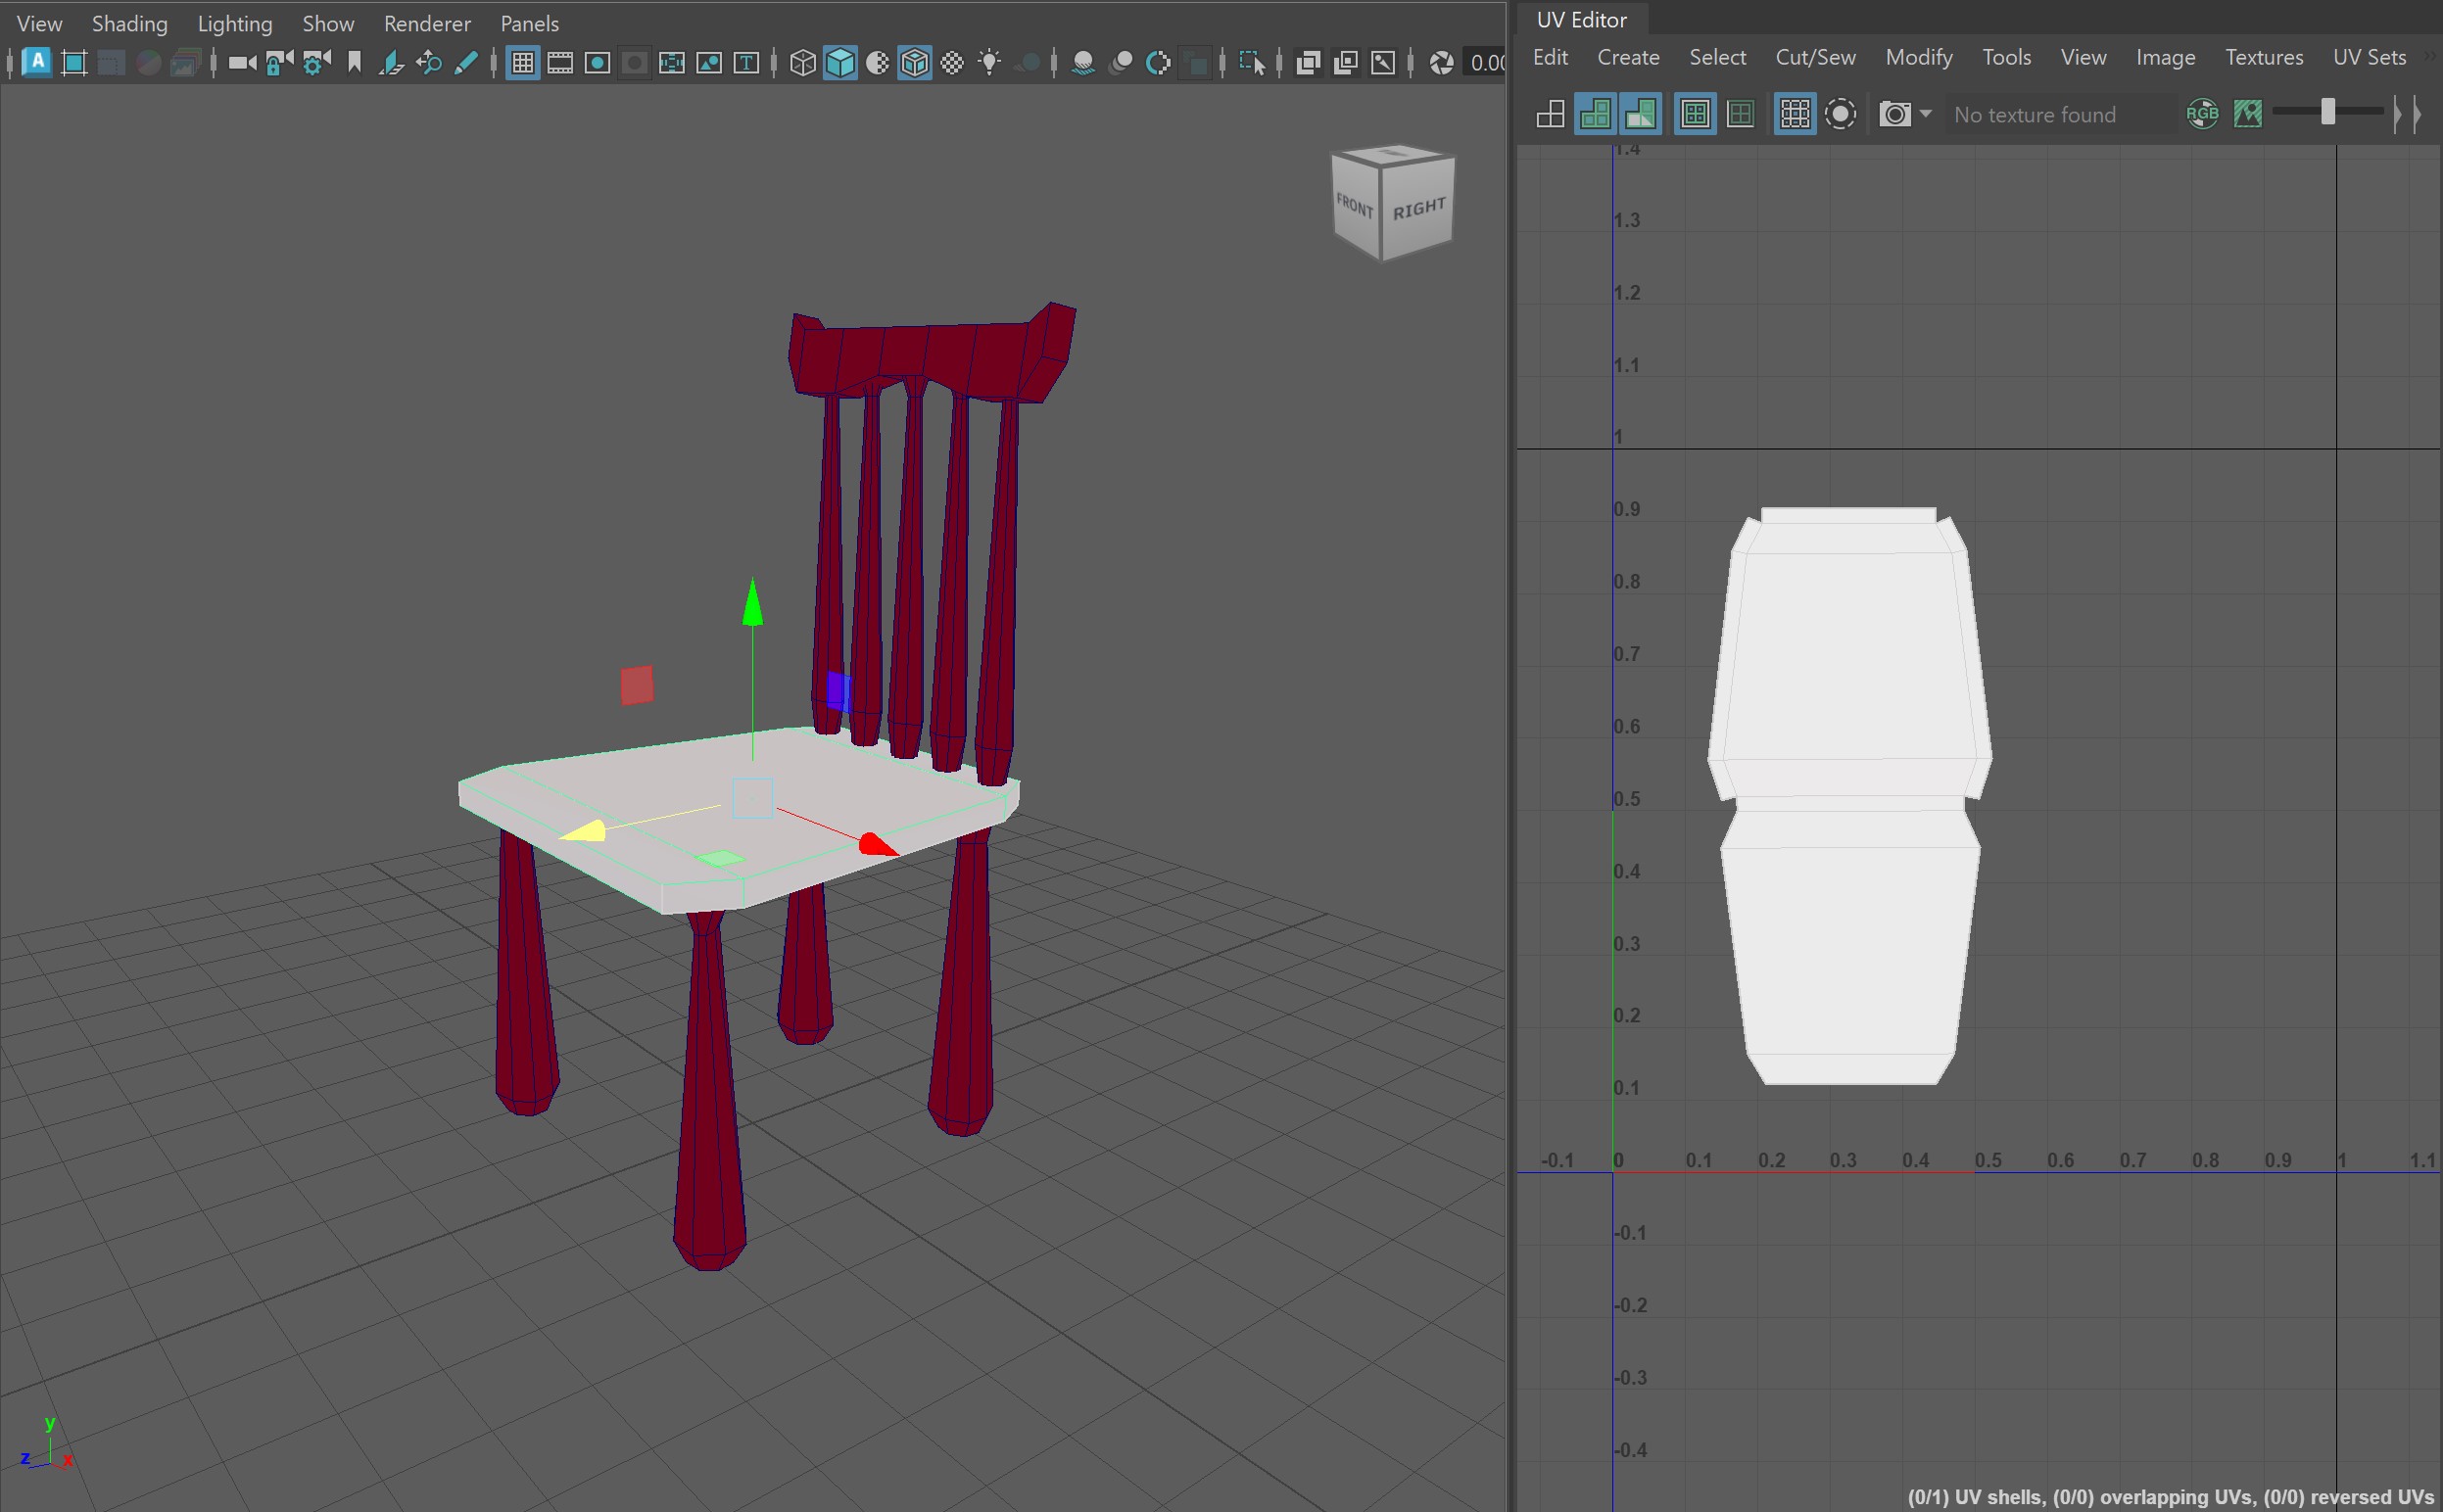 View Shading Lighting Show Renderer Panels
A T 0.00
FRONT RIGHT
y
z x
UV Editor
Edit Create Select Cut/Sew Modify Tools View Image Textures UV Sets
No texture found RGB
1.4
1.3
1.2
1.1
1
0.9
0.8
0.7
0.6
0.5
0.4
0.3
0.2
0.1
-0.1 0 0.1 0.2 0.3 0.4 0.5 0.6 0.7 0.8 0.9 1 1.1
-0.1
-0.2
-0.3
-0.4
(0/1) UV shells, (0/0) overlapping UVs, (0/0) reversed UVs